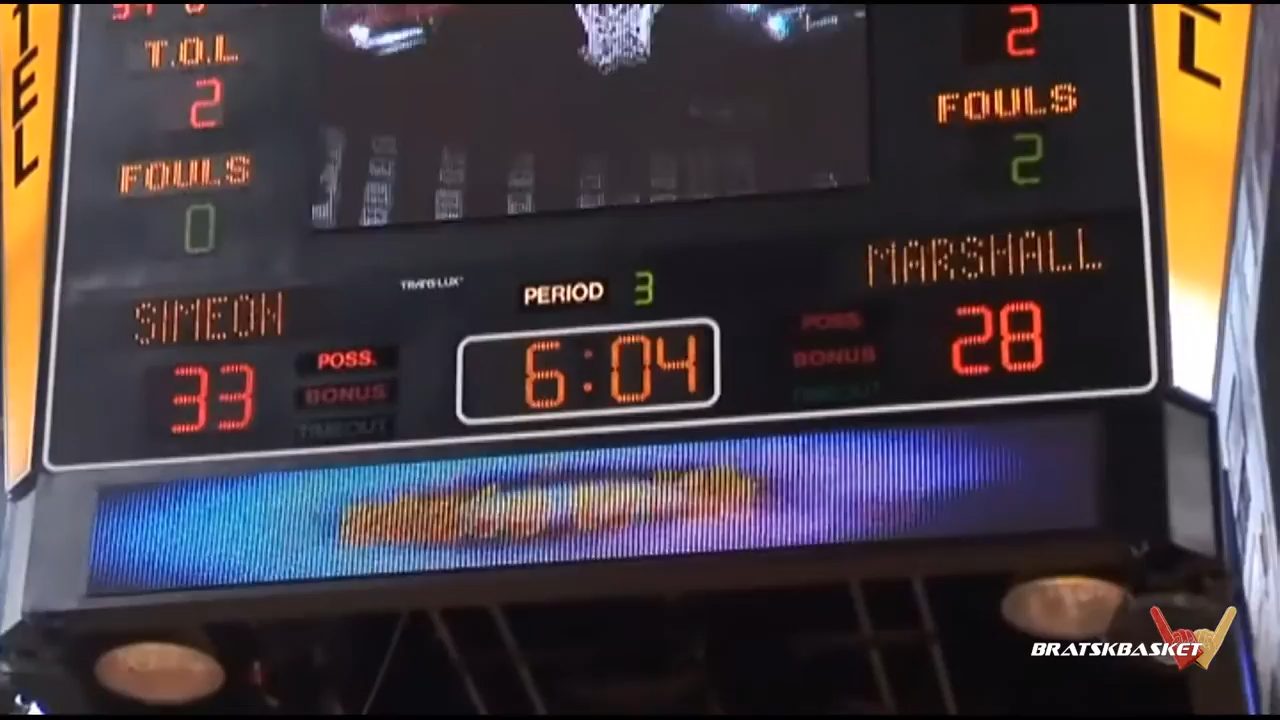 T.O.L
2
FOULS
0
2
FOULS
2
SIMEON
33
POSS.
BONUS
TIMEOUT
TRANS-LUX
PERIOD 3
6:04
MARSHALL
28
POSS.
BONUS
TIMEOUT
BRATSKBASKET